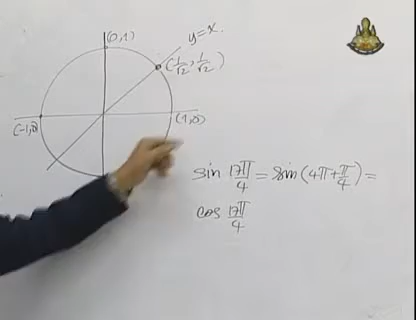 (0,1)
y=x.
(1/√2, 1/√2)
(-1,0)
(1,0)
sin 17π/4 = sin(4π+π/4) =
cos 17π/4